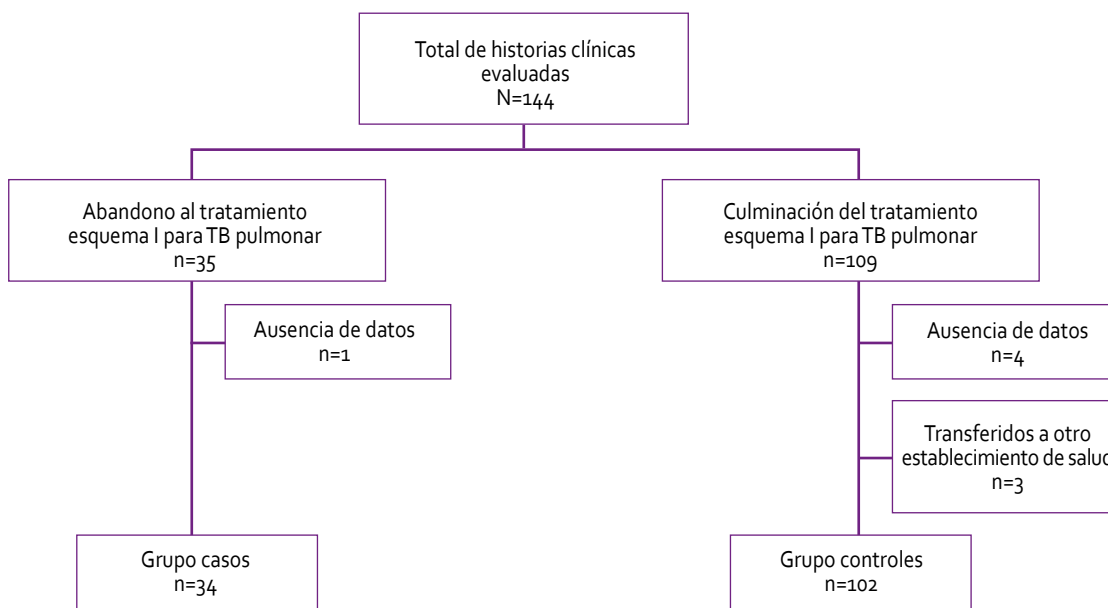 Total de historias clínicas
evaluadas
N=144
Abandono al tratamiento
esquema I para TB pulmonar
n=35
Culminación del tratamiento
esquema I para TB pulmonar
n=109
Ausencia de datos
n=1
Ausencia de datos
n=4
Transferidos a otro
establecimiento de salud
n=3
Grupo casos
n=34
Grupo controles
n=102